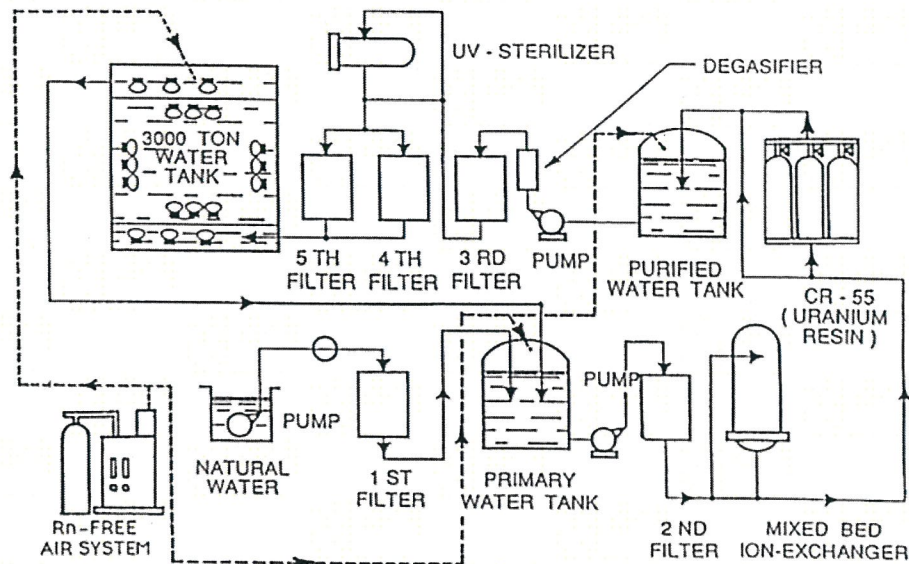 UV - STERILIZER
DEGASIFIER
3000 TON
WATER
TANK
5 TH
FILTER
4 TH
FILTER
3 RD
FILTER
PUMP
PURIFIED
WATER TANK
CR - 55
( URANIUM
RESIN )
PUMP
PUMP
NATURAL
WATER
1 ST
FILTER
PRIMARY
WATER TANK
2 ND
FILTER
MIXED BED
ION-EXCHANGER
Rn-FREE
AIR SYSTEM